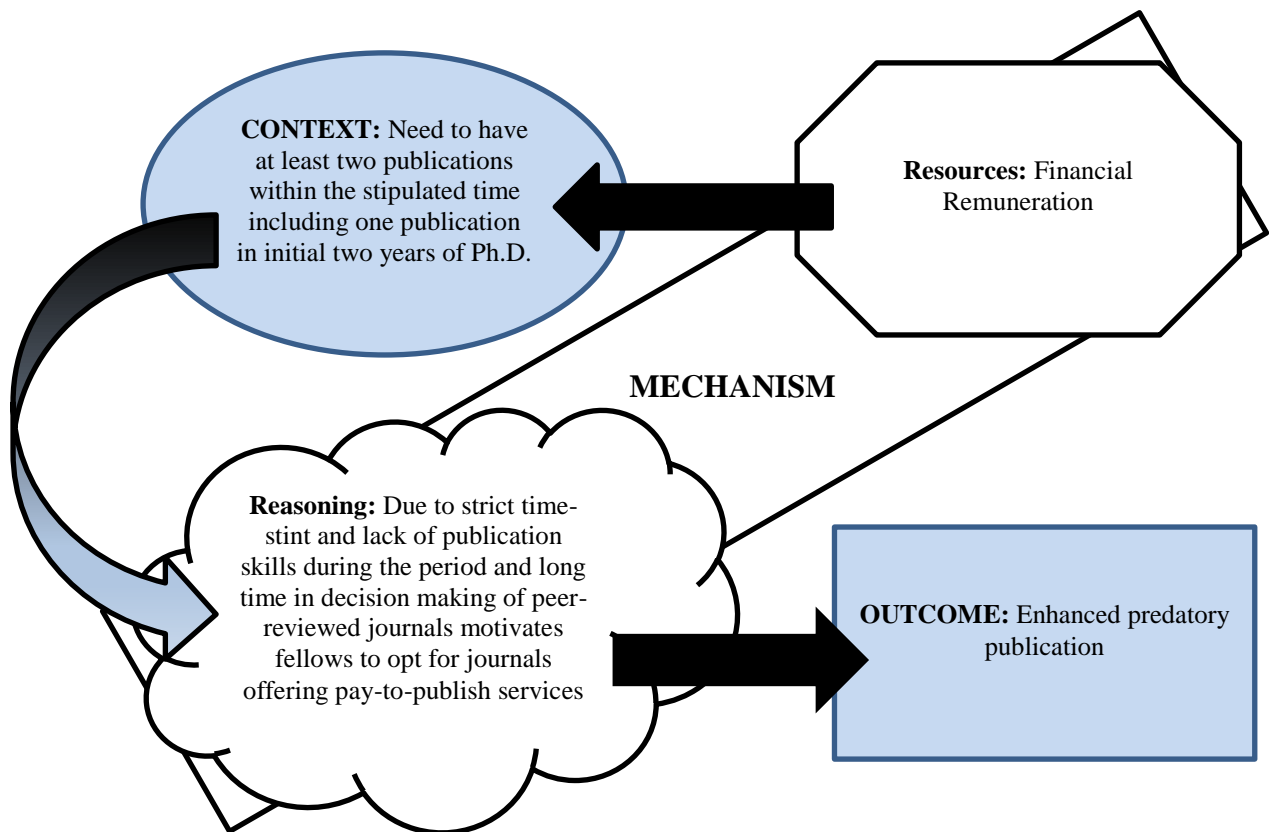 CONTEXT: Need to have
at least two publications
within the stipulated time
including one publication
in initial two years of Ph.D.
Resources: Financial
Remuneration
MECHANISM
Reasoning: Due to strict time-
stint and lack of publication
skills during the period and long
time in decision making of peer-
reviewed journals motivates
fellows to opt for journals
offering pay-to-publish services
OUTCOME: Enhanced predatory
publication